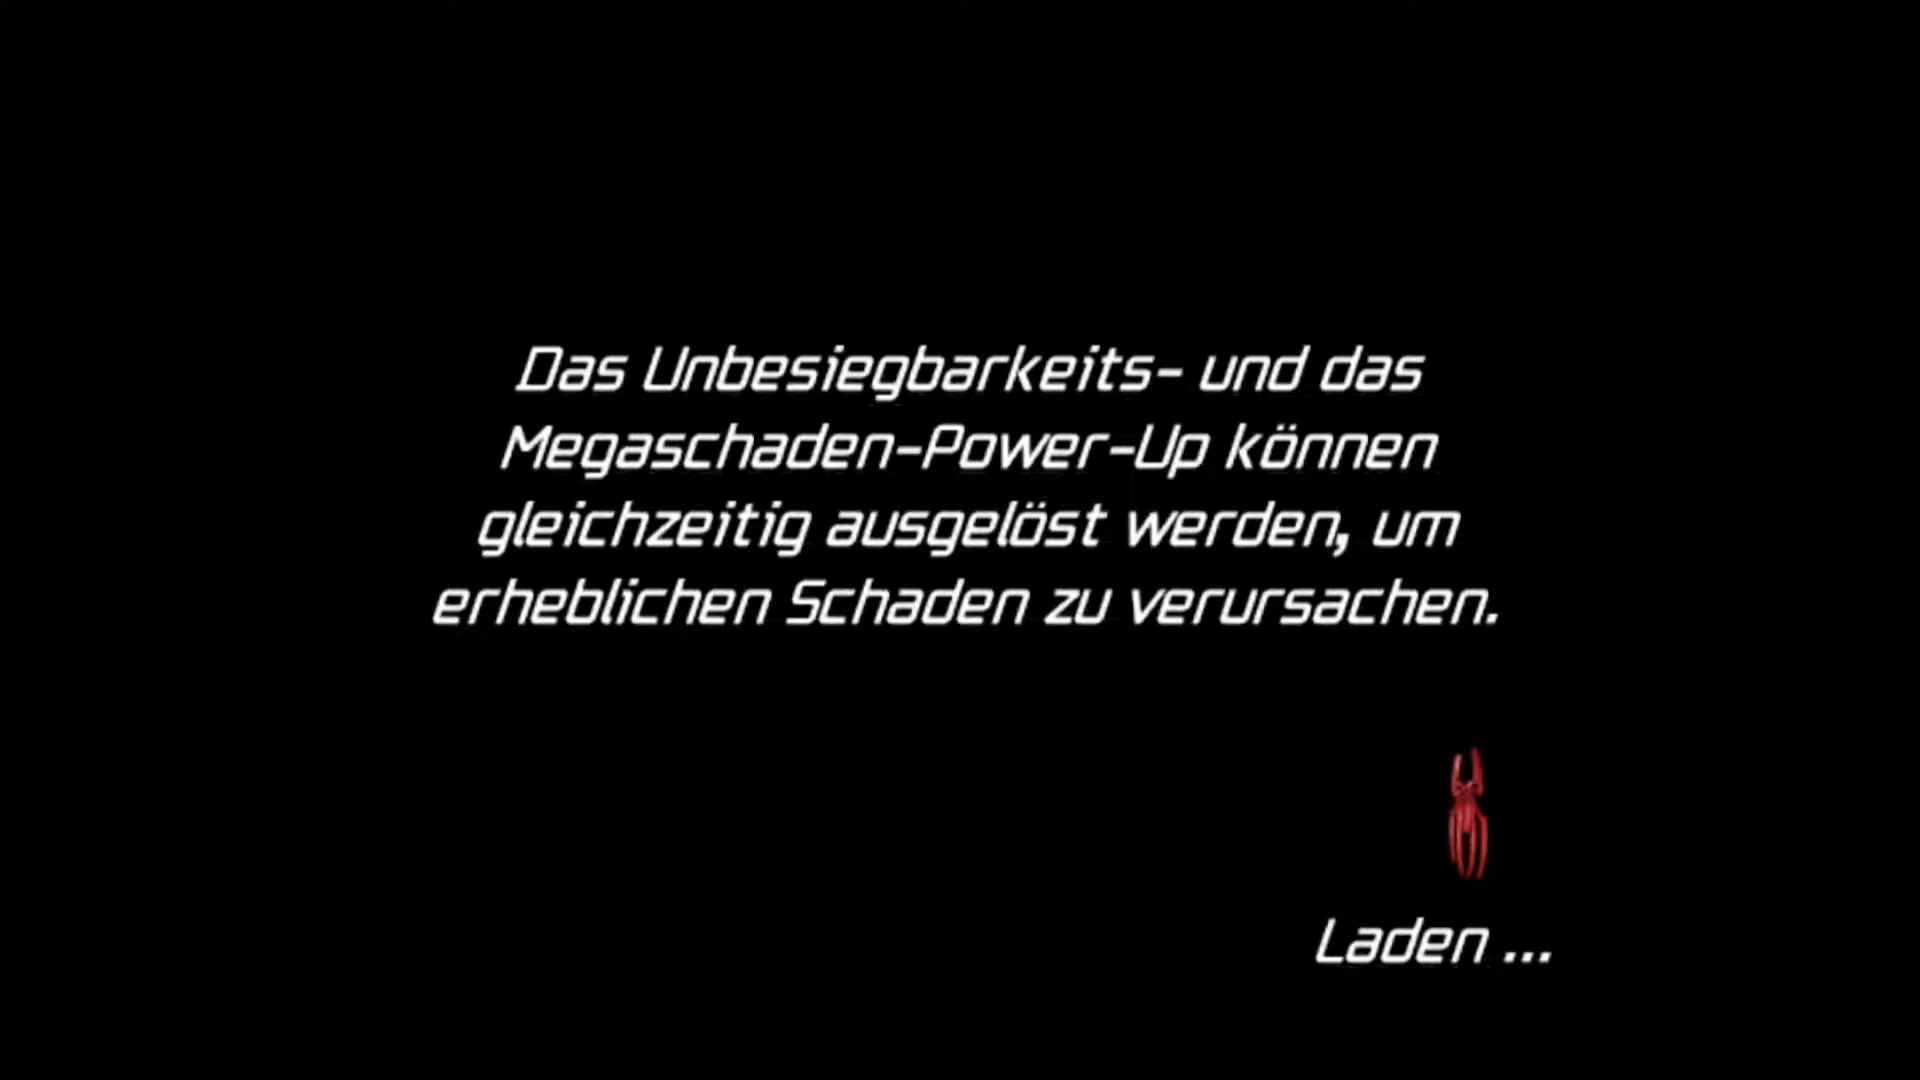 Das Unbesiegbarkeits- und das
Megaschaden-Power-Up können
gleichzeitig ausgelöst werden, um
erheblichen Schaden zu verursachen.
Laden ...